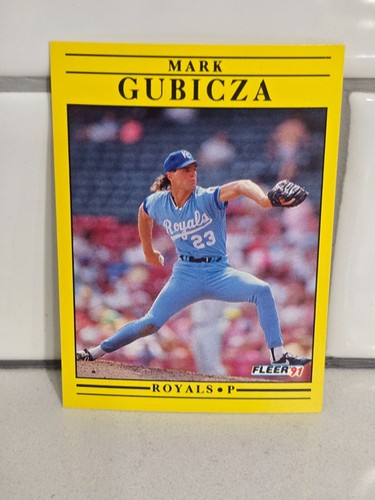 MARK
GUBICZA
Royals
23
FLEER '91
ROYALS • P